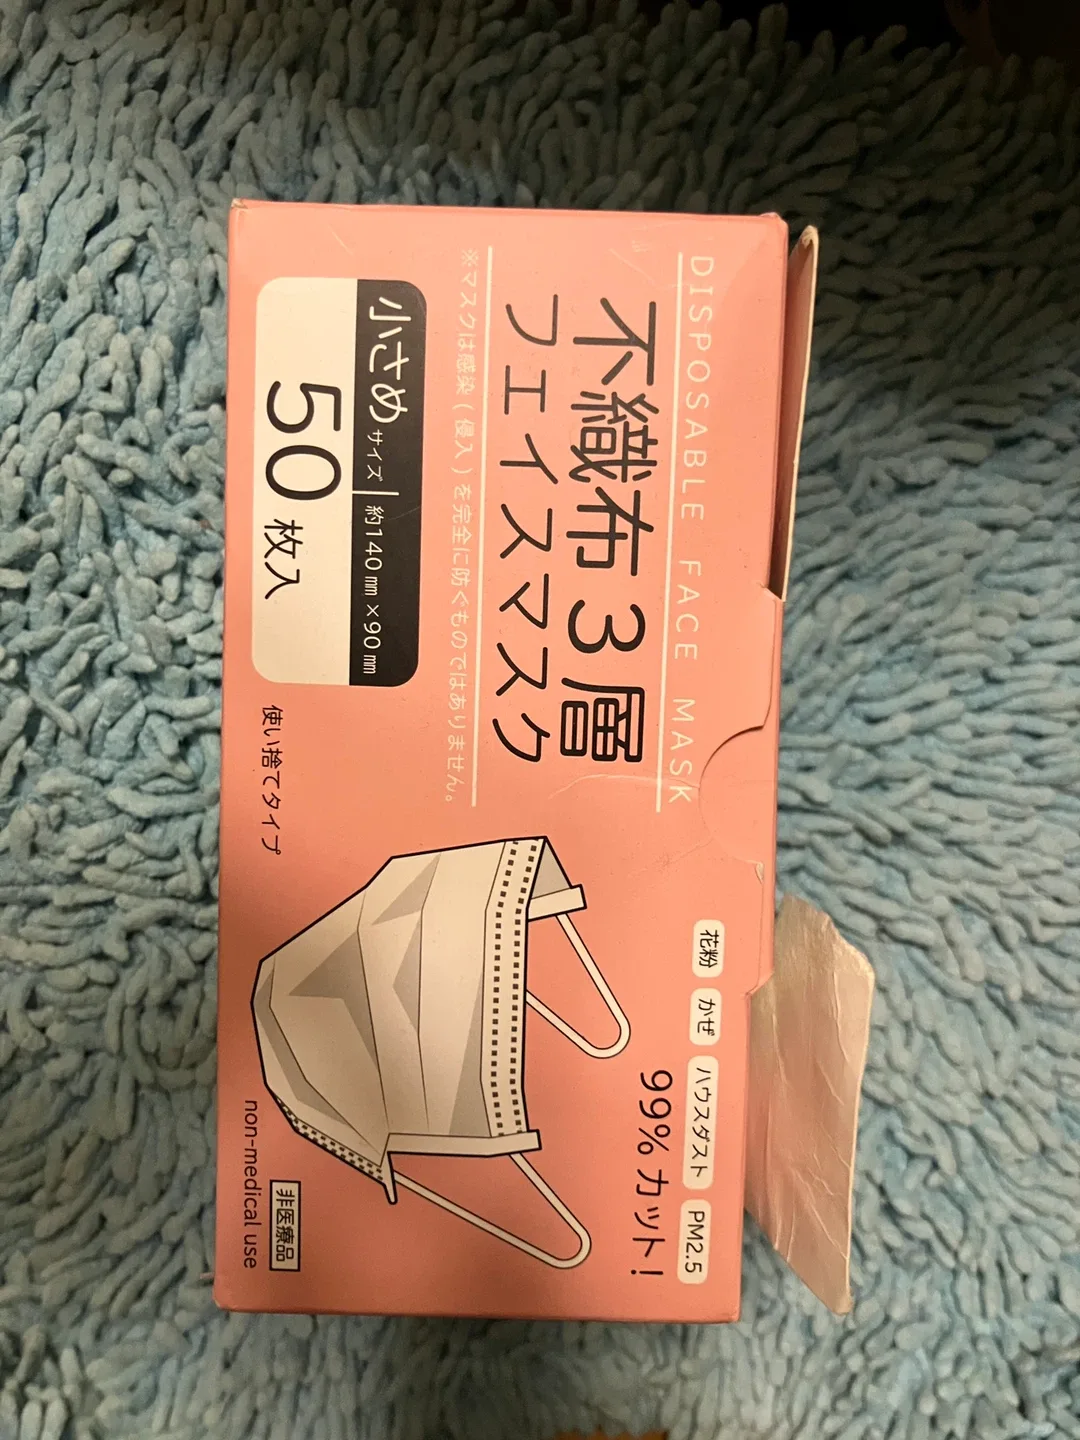 DISPOSABLE FACE MASK
不織布3層
フェイスマスク
※マスクは感染(侵入)を完全に防ぐものではありません。
小さめサイズ 約140㎜×90㎜
50枚入
使い捨てタイプ
花粉 かぜ ハウスダスト PM2.5
99%カット!
非医療品
non-medical use